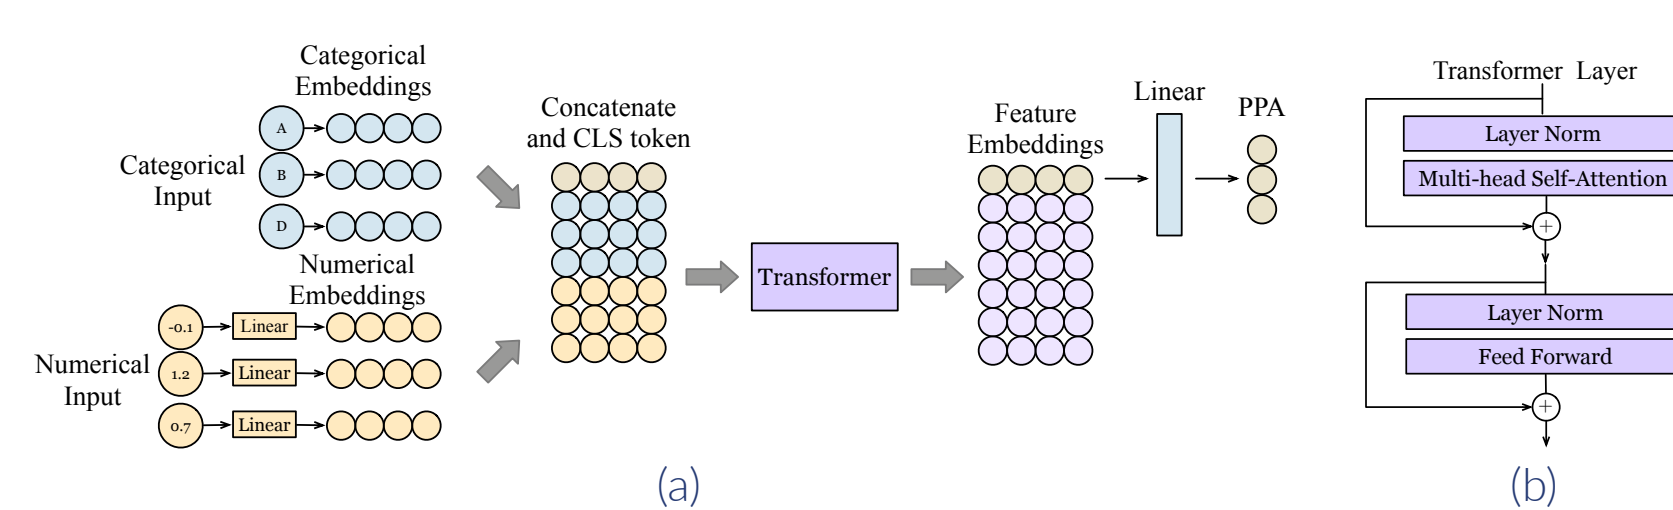 Categorical
Embeddings
A
B
D
Categorical
Input
Numerical
Embeddings
-0.1
Linear
1.2
Linear
0.7
Linear
Numerical
Input
Concatenate
and CLS token
Transformer
Feature
Embeddings
Linear
PPA
(a)
Transformer Layer
Layer Norm
Multi-head Self-Attention
+
Layer Norm
Feed Forward
+
(b)